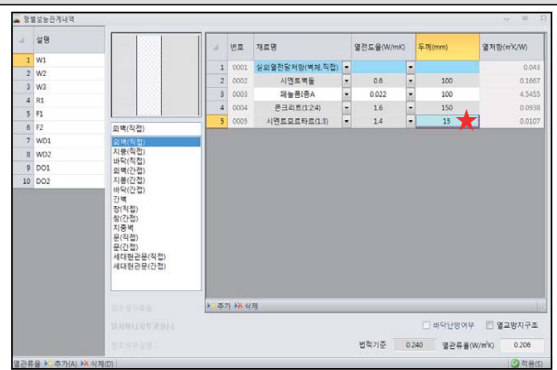 형별성능관계내역
설명
1 W1
2 W2
3 W3
4 R1
5 F1
6 F2
7 WD1
8 WD2
9 DO1
10 DO2
외벽(직접)
외벽(직접)
지붕(직접)
바닥(직접)
외벽(간접)
지붕(간접)
바닥(간접)
간벽
창(직접)
창(간접)
지중벽
문(직접)
문(간접)
세대현관문(직접)
세대현관문(간접)
번호 재료명 열전도율(W/mK) 두께(mm) 열저항(㎡K/W)
1 0001 실외열전달저항(벽체,직접) 0.043
2 0002 시멘트벽돌 0.6 100 0.1667
3 0003 페놀폼1종A 0.022 100 4.5455
4 0004 콘크리트(1:2:4) 1.6 150 0.0938
5 0005 시멘트모르타르(1:3) 1.4 15 0.0107
추가 삭제
바닥난방여부 열교방지구조
법적기준 0.240 열관류율(W/㎡K) 0.206
열관류율 추가(A) 삭제(D) 적용(S)